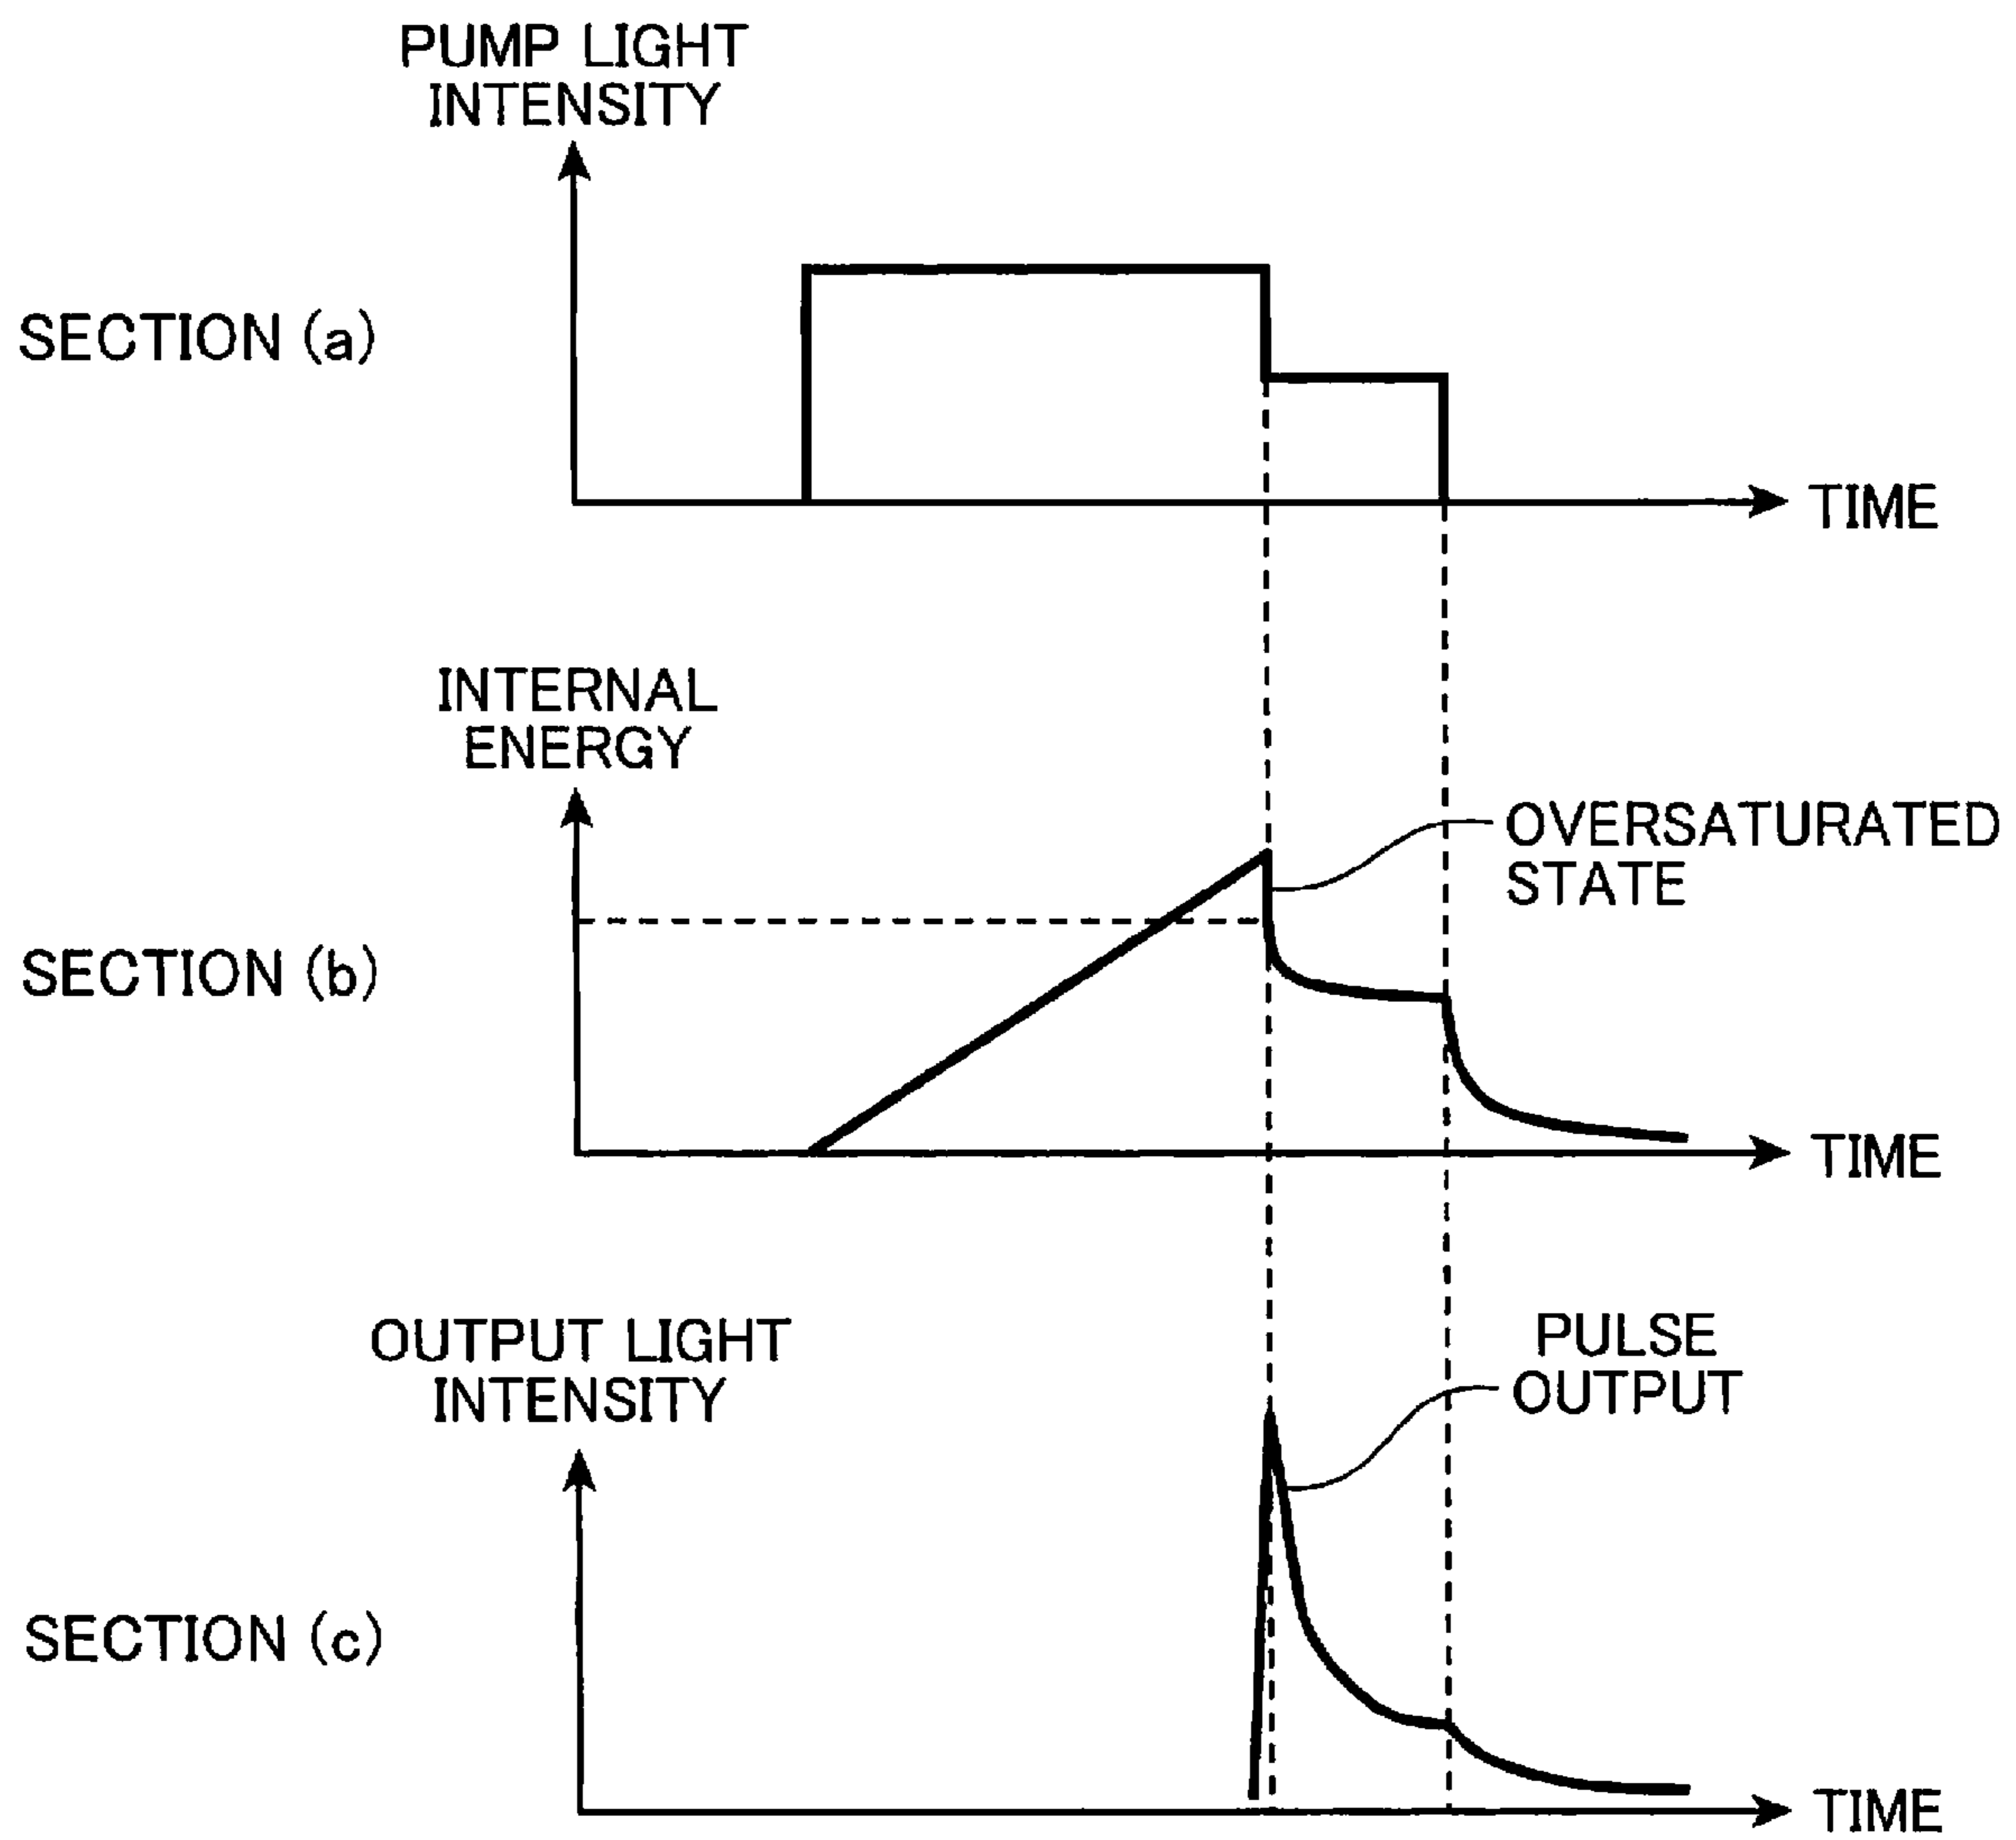 PUMP LIGHT
INTENSITY
SECTION (a)
TIME
INTERNAL
ENERGY
OVERSATURATED
STATE
SECTION (b)
TIME
OUTPUT LIGHT
INTENSITY
PULSE
OUTPUT
SECTION (c)
TIME